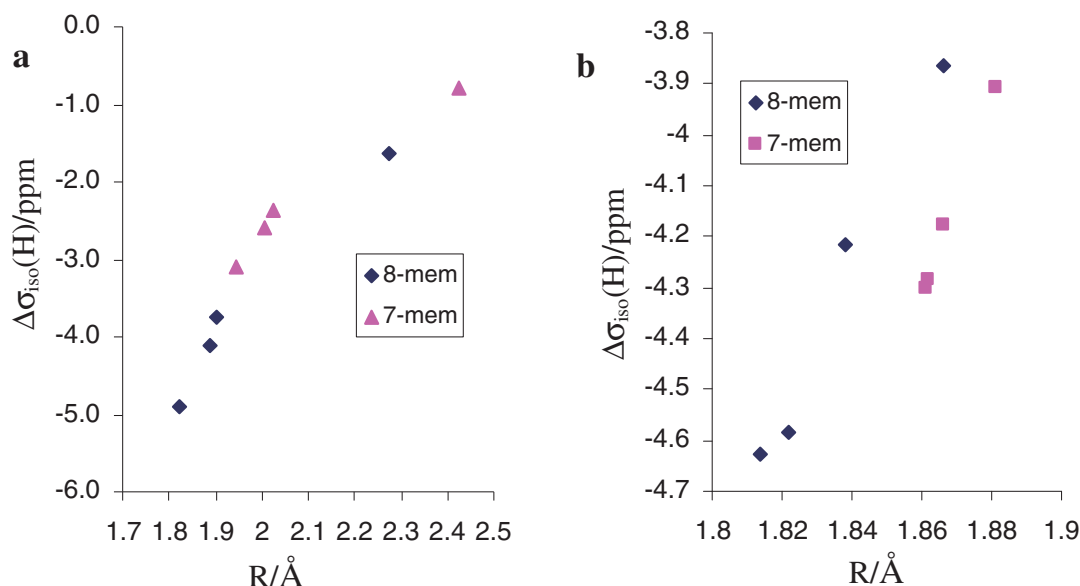 a
0.0
-1.0
-2.0
-3.0
-4.0
-5.0
-6.0
Δσiso(H)/ppm
8-mem
7-mem
1.7 1.8 1.9 2 2.1 2.2 2.3 2.4 2.5
R/Å
b
-3.8
-3.9
-4
-4.1
-4.2
-4.3
-4.4
-4.5
-4.6
-4.7
Δσiso(H)/ppm
8-mem
7-mem
1.8 1.82 1.84 1.86 1.88 1.9
R/Å